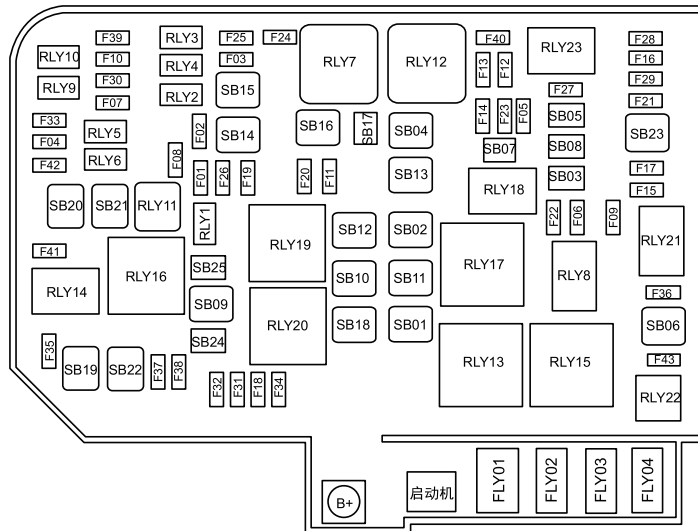 F39 RLY3 F25 F24 RLY7 RLY12 F40 RLY23 F28
RLY10 F10 RLY4 F03 F13 F12 F16
RLY9 F30 RLY2 SB15 F27 F29
F07 F21
F33 RLY5 F02 SB14 SB16 SB17 SB04 F14 F23 F05 SB05 SB23
F04 RLY6 F08 SB07 SB08
F42 F01 F26 F19 F20 F11 SB13 RLY18 SB03 F17
F15
SB20 SB21 RLY11 RLY1 RLY19 SB12 SB02 RLY17 F22 F06 F09 RLY21
F41 RLY16 SB25 SB10 SB11 RLY8
RLY14 SB09 RLY20 SB18 SB01 F36
F35 SB24 RLY13 RLY15 SB06
SB19 SB22 F37 F38 F43
F32 F31 F18 F34 RLY22
B+ 启动机 FLY01 FLY02 FLY03 FLY04